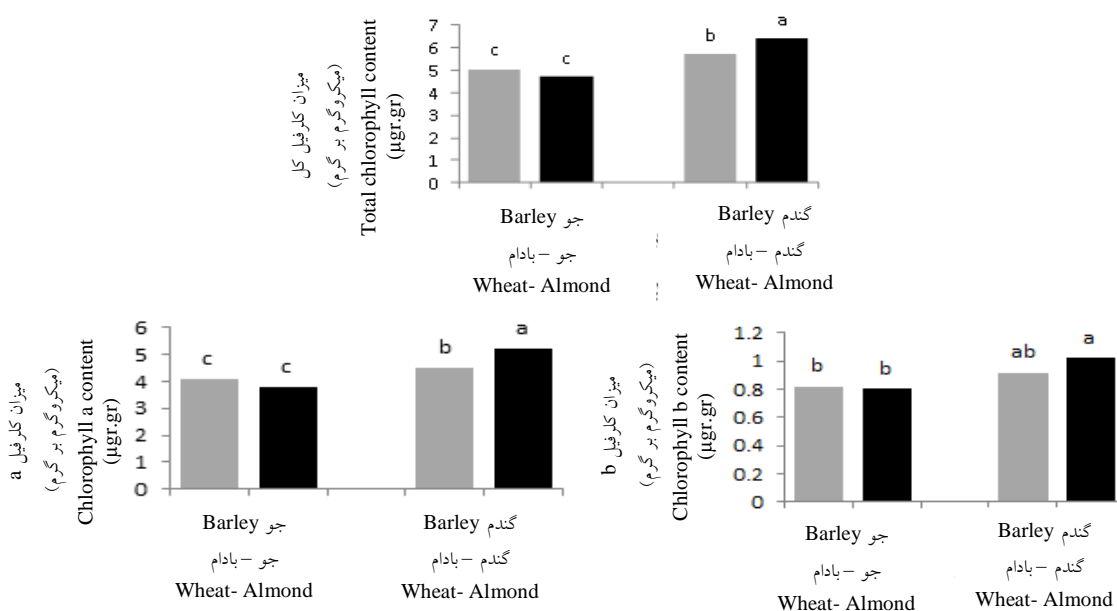 میزان کلرفیل کل
(میکروگرم بر گرم)
Total chlorophyll content
(µgr.gr)
7
6
5
4
3
2
1
0
c
c
b
a
Barley جو
جو – بادام
Wheat- Almond
Barley گندم
گندم – بادام
Wheat- Almond
میزان کلرفیل a
(میکروگرم بر گرم)
Chlorophyll a content
(µgr.gr)
6
5
4
3
2
1
0
c
c
b
a
Barley جو
جو – بادام
Wheat- Almond
Barley گندم
گندم – بادام
Wheat- Almond
میزان کلرفیل b
(میکروگرم بر گرم)
Chlorophyll b content
(µgr.gr)
1.2
1
0.8
0.6
0.4
0.2
0
b
b
ab
a
Barley جو
جو – بادام
Wheat- Almond
Barley گندم
گندم – بادام
Wheat- Almond